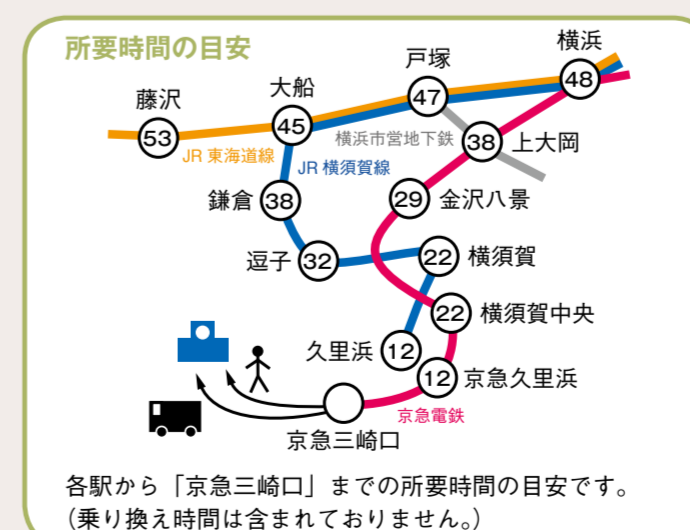 所要時間の目安
横浜
48
戸塚
47
大船
45
藤沢
53
JR 東海道線
横浜市営地下鉄
38
上大岡
JR 横須賀線
鎌倉
38
29
金沢八景
逗子
32
22
横須賀
22
横須賀中央
久里浜
12
12
京急久里浜
京急電鉄
京急三崎口
各駅から「京急三崎口」までの所要時間の目安です。
（乗り換え時間は含まれておりません。）